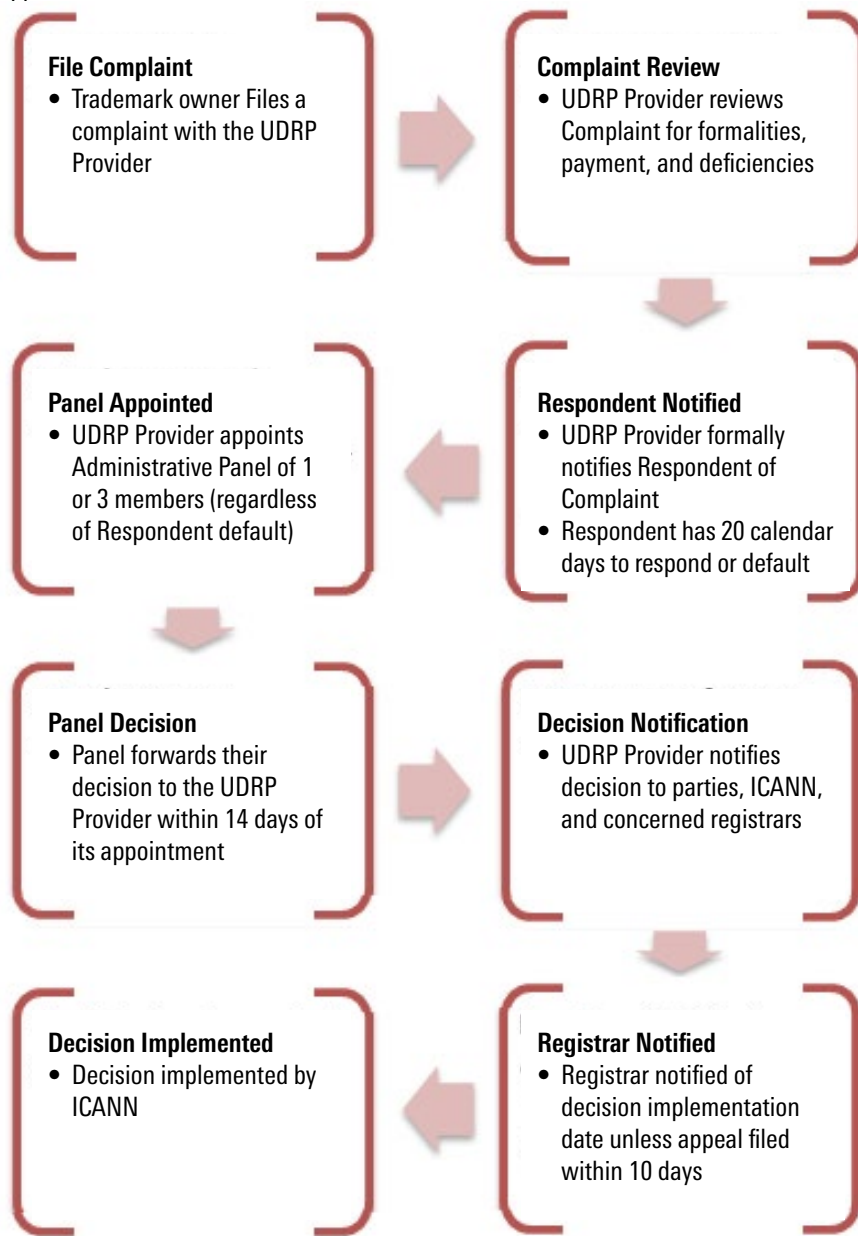 File Complaint
• Trademark owner Files a
complaint with the UDRP
Provider
Complaint Review
• UDRP Provider reviews
Complaint for formalities,
payment, and deficiencies
Respondent Notified
• UDRP Provider formally
notifies Respondent of
Complaint
• Respondent has 20 calendar
days to respond or default
Panel Appointed
• UDRP Provider appoints
Administrative Panel of 1
or 3 members (regardless
of Respondent default)
Panel Decision
• Panel forwards their
decision to the UDRP
Provider within 14 days of
its appointment
Decision Notification
• UDRP Provider notifies
decision to parties, ICANN,
and concerned registrars
Registrar Notified
• Registrar notified of
decision implementation
date unless appeal filed
within 10 days
Decision Implemented
• Decision implemented by
ICANN